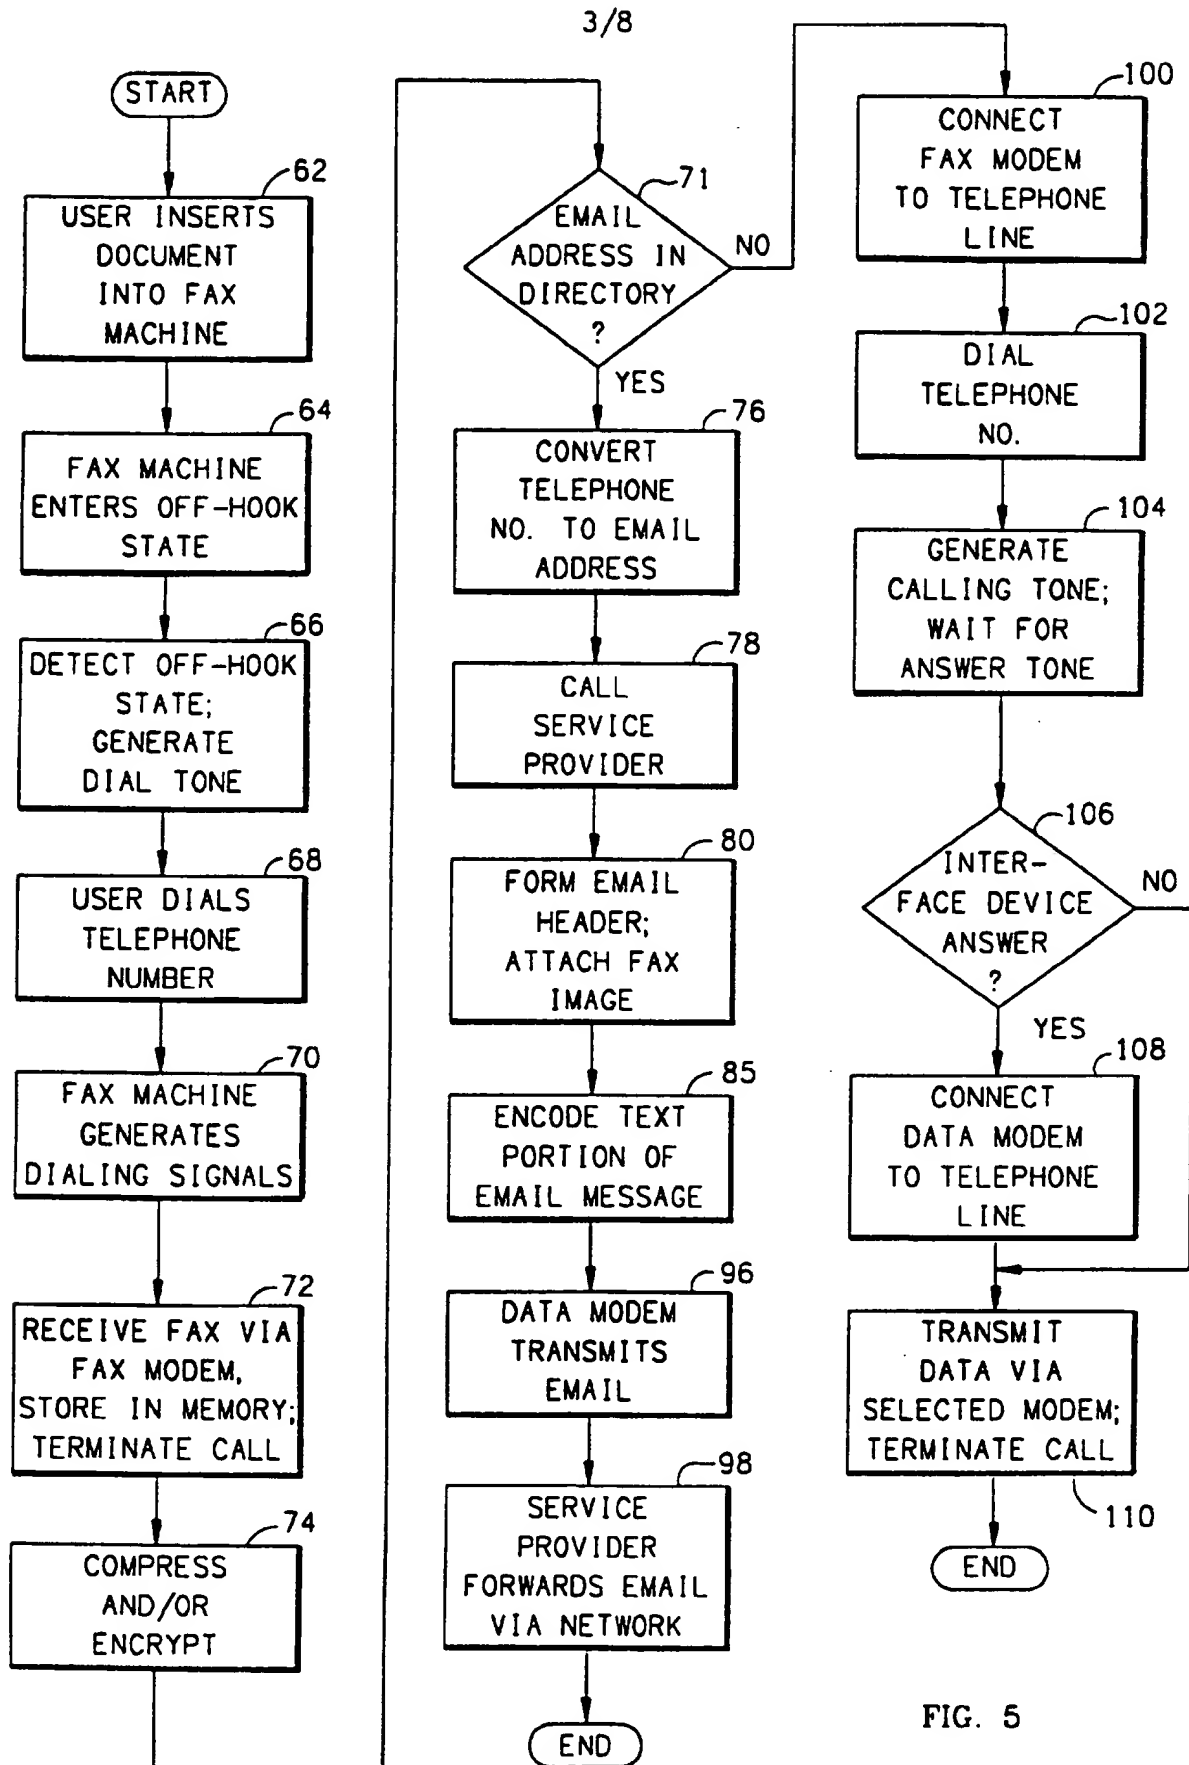 3/8
START
62
USER INSERTS
DOCUMENT
INTO FAX
MACHINE
64
FAX MACHINE
ENTERS OFF-HOOK
STATE
66
DETECT OFF-HOOK
STATE;
GENERATE
DIAL TONE
68
USER DIALS
TELEPHONE
NUMBER
70
FAX MACHINE
GENERATES
DIALING SIGNALS
72
RECEIVE FAX VIA
FAX MODEM,
STORE IN MEMORY;
TERMINATE CALL
74
COMPRESS
AND/OR
ENCRYPT
71
EMAIL
ADDRESS IN
DIRECTORY
?
NO
YES
76
CONVERT
TELEPHONE
NO. TO EMAIL
ADDRESS
78
CALL
SERVICE
PROVIDER
80
FORM EMAIL
HEADER;
ATTACH FAX
IMAGE
85
ENCODE TEXT
PORTION OF
EMAIL MESSAGE
96
DATA MODEM
TRANSMITS
EMAIL
98
SERVICE
PROVIDER
FORWARDS EMAIL
VIA NETWORK
END
100
CONNECT
FAX MODEM
TO TELEPHONE
LINE
102
DIAL
TELEPHONE
NO.
104
GENERATE
CALLING TONE;
WAIT FOR
ANSWER TONE
106
INTER-
FACE DEVICE
ANSWER
?
NO
YES
108
CONNECT
DATA MODEM
TO TELEPHONE
LINE
TRANSMIT
DATA VIA
SELECTED MODEM;
TERMINATE CALL
110
END
FIG. 5